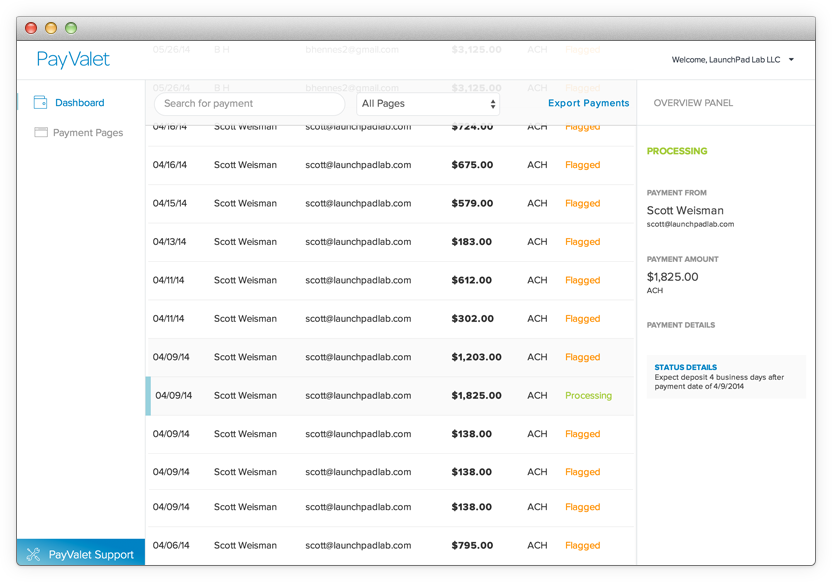 PayValet
05/26/14 B H bhennes2@gmail.com $3,125.00 ACH Flagged
Welcome, LaunchPad Lab LLC
05/26/14 B H bhennes2@gmail.com $3,125.00 ACH Flagged
Dashboard
Payment Pages
Search for payment
All Pages
Export Payments
OVERVIEW PANEL
04/16/14 Scott Weisman scott@launchpadlab.com $724.00 ACH Flagged
04/16/14 Scott Weisman scott@launchpadlab.com $675.00 ACH Flagged
04/15/14 Scott Weisman scott@launchpadlab.com $579.00 ACH Flagged
04/13/14 Scott Weisman scott@launchpadlab.com $183.00 ACH Flagged
04/11/14 Scott Weisman scott@launchpadlab.com $612.00 ACH Flagged
04/11/14 Scott Weisman scott@launchpadlab.com $302.00 ACH Flagged
04/09/14 Scott Weisman scott@launchpadlab.com $1,203.00 ACH Flagged
04/09/14 Scott Weisman scott@launchpadlab.com $1,825.00 ACH Processing
04/09/14 Scott Weisman scott@launchpadlab.com $138.00 ACH Flagged
04/09/14 Scott Weisman scott@launchpadlab.com $138.00 ACH Flagged
04/09/14 Scott Weisman scott@launchpadlab.com $138.00 ACH Flagged
04/06/14 Scott Weisman scott@launchpadlab.com $795.00 ACH Flagged
PROCESSING
PAYMENT FROM
Scott Weisman
scott@launchpadlab.com
PAYMENT AMOUNT
$1,825.00
ACH
PAYMENT DETAILS
STATUS DETAILS
Expect deposit 4 business days after
payment date of 4/9/2014
PayValet Support